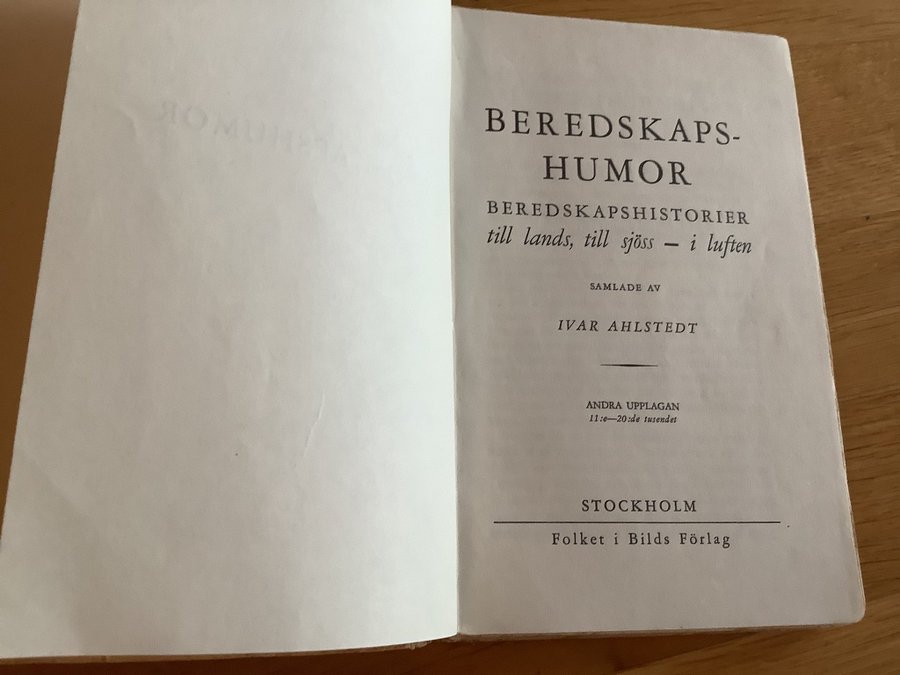 BEREDSKAPS-
HUMOR
BEREDSKAPSHISTORIER
till lands, till sjöss — i luften
SAMLADE AV
IVAR AHLSTEDT
ANDRA UPPLAGAN
11:e—20:de tusendet
STOCKHOLM
Folket i Bilds Förlag